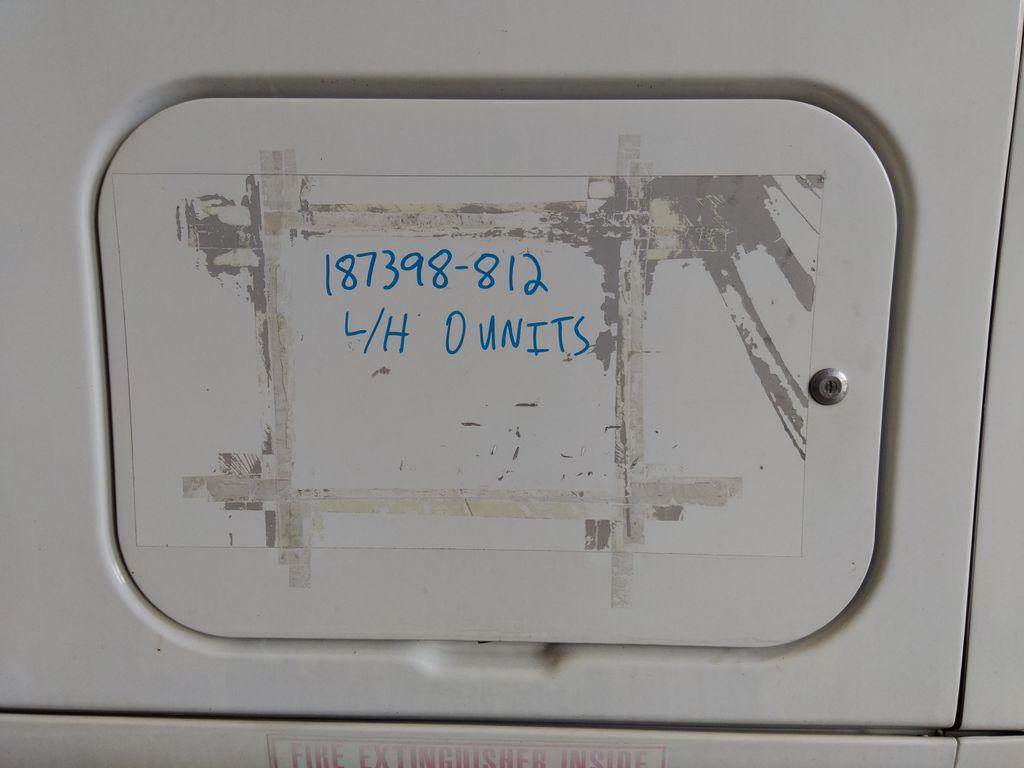 187398-812
L/H 0 UNITS
FIRE EXTINGUISHER INSIDE